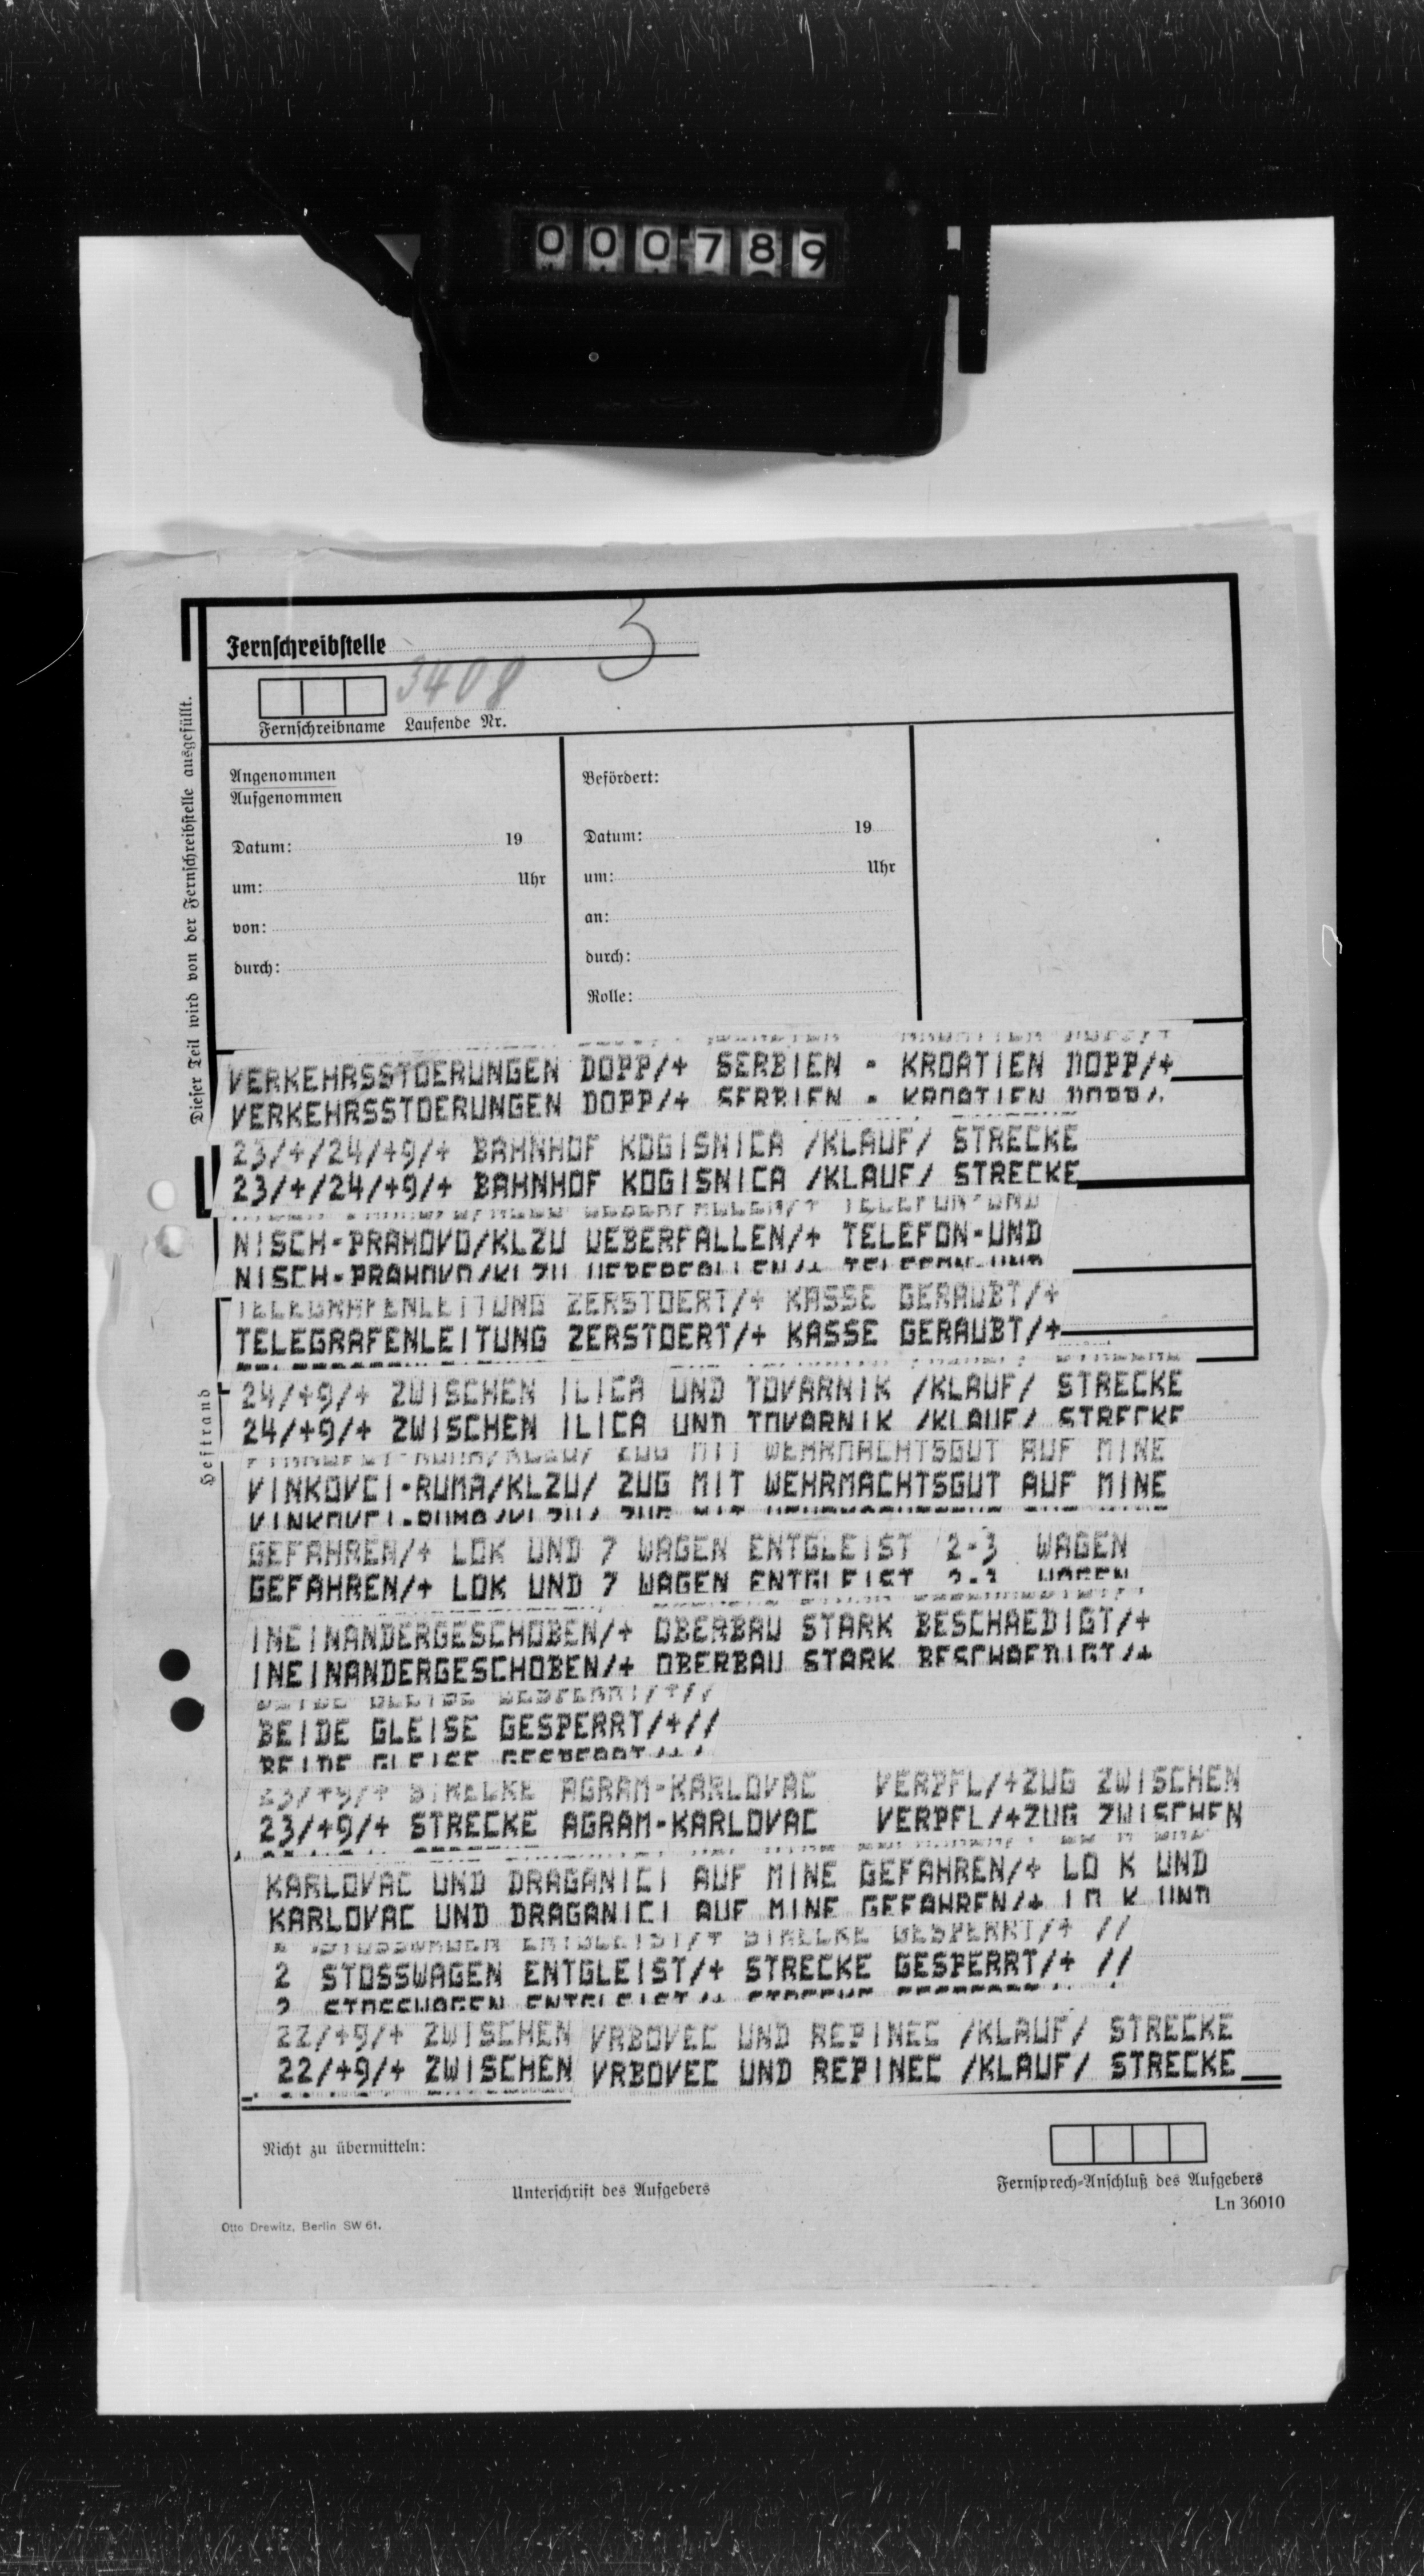 000789
Fernschreibstelle
3
3408
Fernschreibname Laufende Nr.
Dieser Teil wird von der Fernschreibstelle ausgefüllt.
Angenommen
Aufgenommen
Datum: 19
um: Uhr
von:
durch:
Befördert:
Datum: 19
um: Uhr
an:
durch:
Rolle:
VERKEHRSSTOERUNGEN DOPP/+ SERBIEN - KROATIEN DOPP/+
23/+/24/+9/+ BAHNHOF KOGISNICA /KLAUF/ STRECKE
NISCH-PRAHOVO/KLZU UEBERFALLEN/+ TELEFON-UND
TELEGRAFENLEITUNG ZERSTOERT/+ KASSE GERAUBT/+
Heftrand
24/+9/+ ZWISCHEN ILICA UND TOVARNIK /KLAUF/ STRECKE
VINKOVCI-RUMA/KLZU/ ZUG MIT WEHRMACHTSGUT AUF MINE
GEFAHREN/+ LOK UND 7 WAGEN ENTGLEIST 2-3 WAGEN
INEINANDERGESCHOBEN/+ OBERBAU STARK BESCHAEDIGT/+
BEIDE GLEISE GESPERRT/+//
23/+9/+ STRECKE AGRAM-KARLOVAC VERPFL/+ZUG ZWISCHEN
KARLOVAC UND DRAGANICI AUF MINE GEFAHREN/+ LO K UND
2 STOSSWAGEN ENTGLEIST/+ STRECKE GESPERRT/+ //
22/+9/+ ZWISCHEN VRBOVEC UND REPINEC /KLAUF/ STRECKE
Nicht zu übermitteln:
Unterschrift des Aufgebers
Fernsprech-Anschluß des Aufgebers
Ln 36010
Otto Drewitz, Berlin SW 61.